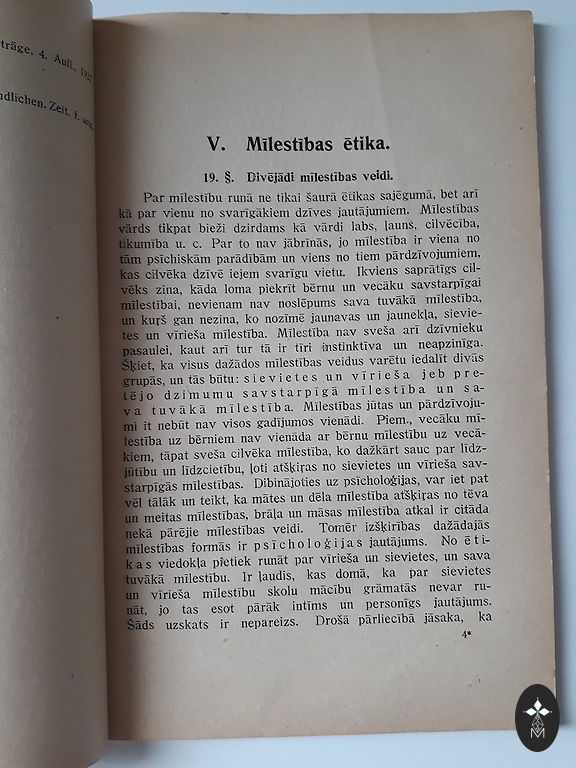 träge, 4. Aufl., 1922
ndlichen. Zeit. f. ang.
V. Mīlestības ētika.
19. §. Divējādi mīlestības veidi.
Par mīlestību runā ne tikai šaurā ētikas sajēgumā, bet arī
kā par vienu no svarīgākiem dzīves jautājumiem. Mīlestības
vārds tikpat bieži dzirdams kā vārdi labs, ļauns, cilvēcība,
tikumība u. c. Par to nav jābrīnās, jo mīlestība ir viena no
tām psīchiskām parādībām un viens no tiem pārdzīvojumiem,
kas cilvēka dzīvē ieņem svarīgu vietu. Ikviens saprātīgs cil-
vēks zina, kāda loma piekrīt bērnu un vecāku savstarpīgai
mīlestībai, nevienam nav noslēpums sava tuvākā mīlestība,
un kuŗš gan nezina, ko nozīmē jaunavas un jaunekļa, sievie-
tes un vīrieša mīlestība. Mīlestība nav sveša arī dzīvnieku
pasaulei, kaut arī tur tā ir tīri instinktīva un neapzinīga.
Šķiet, ka visus dažādos mīlestības veidus varētu iedalīt divās
grupās, un tās būtu: sievietes un vīrieša jeb pre-
tējo dzimumu savstarpīgā mīlestība un sa-
va tuvākā mīlestība. Mīlestības jūtas un pārdzīvoju-
mi it nebūt nav visos gadījumos vienādi. Piem., vecāku mī-
lestība uz bērniem nav vienāda ar bērnu mīlestību uz vecā-
kiem, tāpat sveša cilvēka mīlestība, ko dažkārt sauc par līdz-
jūtību un līdzcietību, ļoti atšķiras no sievietes un vīrieša sav-
starpīgās mīlestības. Dibinājoties uz psīcholoģijas, var iet pat
vēl tālāk un teikt, ka mātes un dēla mīlestība atšķiras no tēva
un meitas mīlestības, brāļa un māsas mīlestība atkal ir citāda
nekā pārējie mīlestības veidi. Tomēr izšķirības dažādajās
mīlestības formās ir psīcholoģijas jautājums. No ēti-
kas viedokļa pietiek runāt par vīrieša un sievietes, un sava
tuvākā mīlestību. Ir ļaudis, kas domā, ka par sievietes
un vīrieša mīlestību skolu mācību grāmatās nevar ru-
nāt, jo tas esot pārāk intīms un personīgs jautājums.
Šāds uzskats ir nepareizs. Drošā pārliecībā jāsaka, ka
4*
M